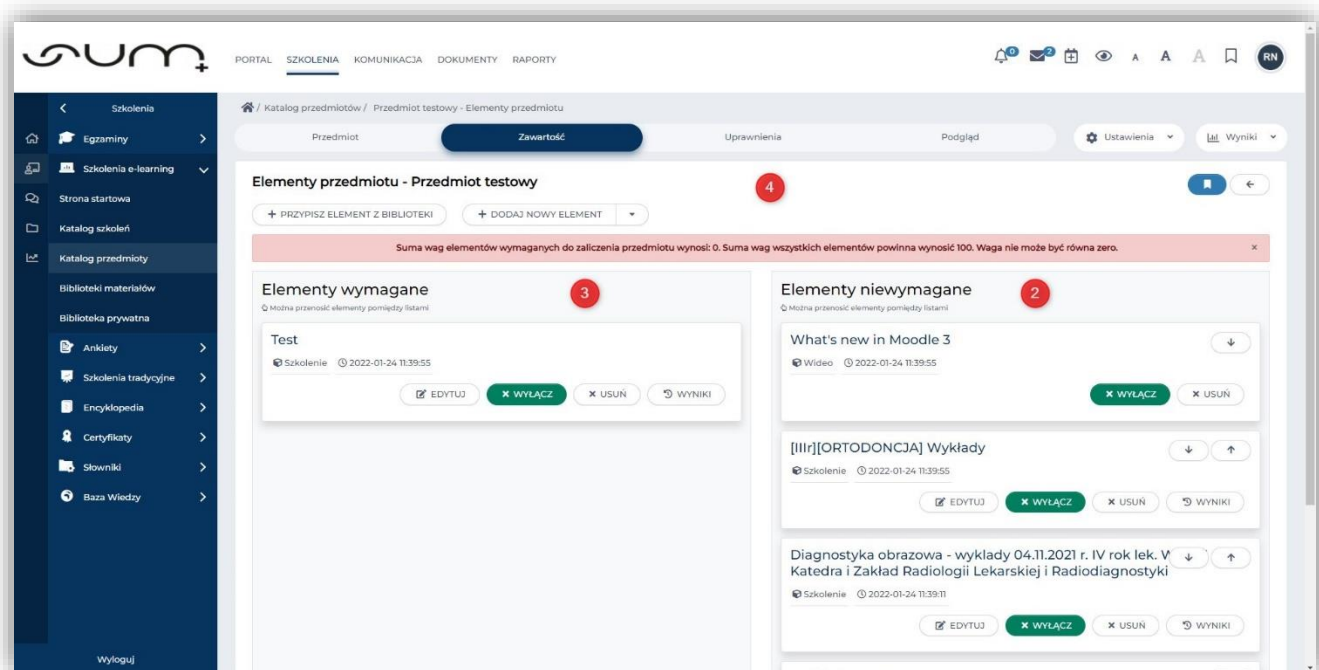 sum+
PORTAL SZKOLENIA KOMUNIKACJA DOKUMENTY RAPORTY
0 2 A A A RN
Szkolenia
Egzaminy
Szkolenia e-learning
Strona startowa
Katalog szkoleń
Katalog przedmioty
Biblioteki materiałów
Biblioteka prywatna
Ankiety
Szkolenia tradycyjne
Encyklopedia
Certyfikaty
Słowniki
Baza Wiedzy
Wyloguj
/ Katalog przedmiotów / Przedmiot testowy - Elementy przedmiotu
Przedmiot Zawartość Uprawnienia Podgląd Ustawienia Wyniki
Elementy przedmiotu - Przedmiot testowy
4
+ PRZYPISZ ELEMENT Z BIBLIOTEKI + DODAJ NOWY ELEMENT
Suma wag elementów wymaganych do zaliczenia przedmiotu wynosi: 0. Suma wag wszystkich elementów powinna wynosić 100. Waga nie może być równa zero. ×
Elementy wymagane
3
Można przenosić elementy pomiędzy listami
Test
Szkolenie 2022-01-24 11:39:55
EDYTUJ × WYŁĄCZ × USUŃ WYNIKI
Elementy niewymagane
2
Można przenosić elementy pomiędzy listami
What's new in Moodle 3
Wideo 2022-01-24 11:39:55
× WYŁĄCZ × USUŃ
[IIIr][ORTODONCJA] Wykłady
Szkolenie 2022-01-24 11:39:55
EDYTUJ × WYŁĄCZ × USUŃ WYNIKI
Diagnostyka obrazowa - wyklady 04.11.2021 r. IV rok lek.
Katedra i Zakład Radiologii Lekarskiej i Radiodiagnostyki
Szkolenie 2022-01-24 11:39:11
EDYTUJ × WYŁĄCZ × USUŃ WYNIKI